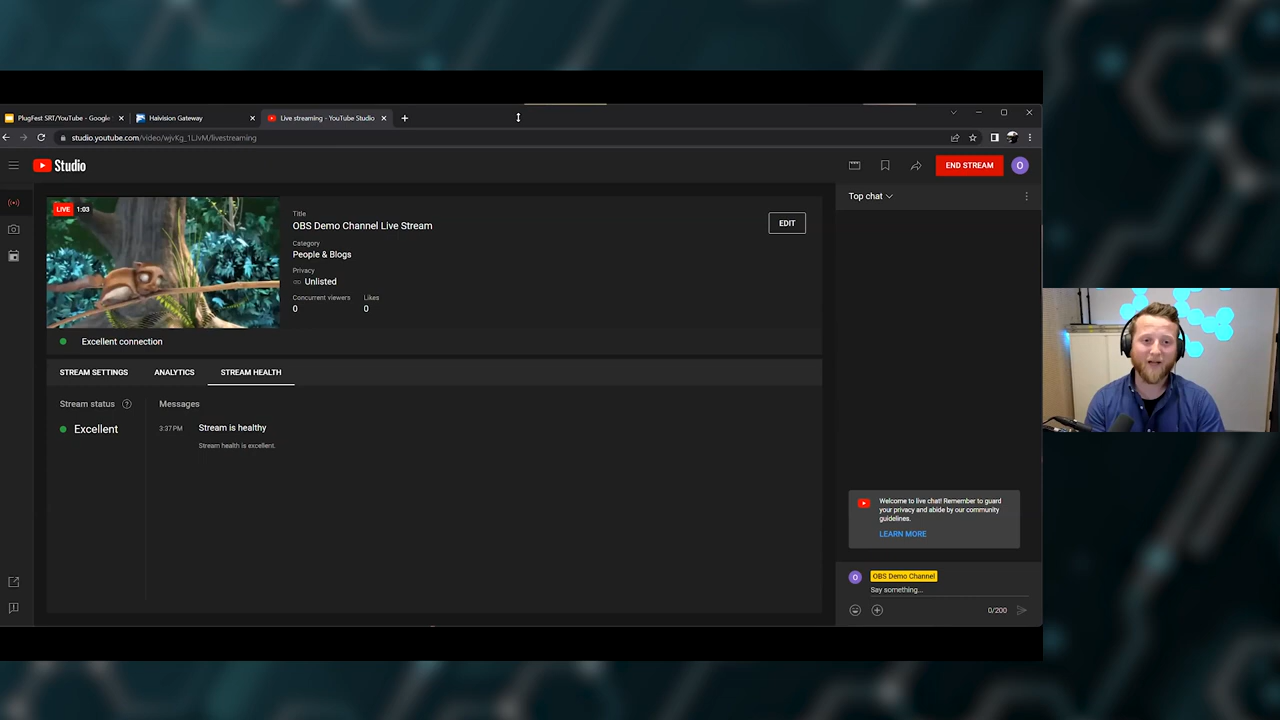 PlugFest SRT/YouTube - Google
Haivision Gateway
Live streaming - YouTube Studio
studio.youtube.com/video/wjvKg_1LJvM/livestreaming
Studio
END STREAM
O
LIVE 1:03
Title
OBS Demo Channel Live Stream
Category
People & Blogs
Privacy
Unlisted
Concurrent viewers
Likes
0
0
EDIT
Excellent connection
STREAM SETTINGS
ANALYTICS
STREAM HEALTH
Stream status
Excellent
Messages
3:37 PM
Stream is healthy
Stream health is excellent.
Top chat
Welcome to live chat! Remember to guard
your privacy and abide by our community
guidelines.
LEARN MORE
O
OBS Demo Channel
Say something...
0/200